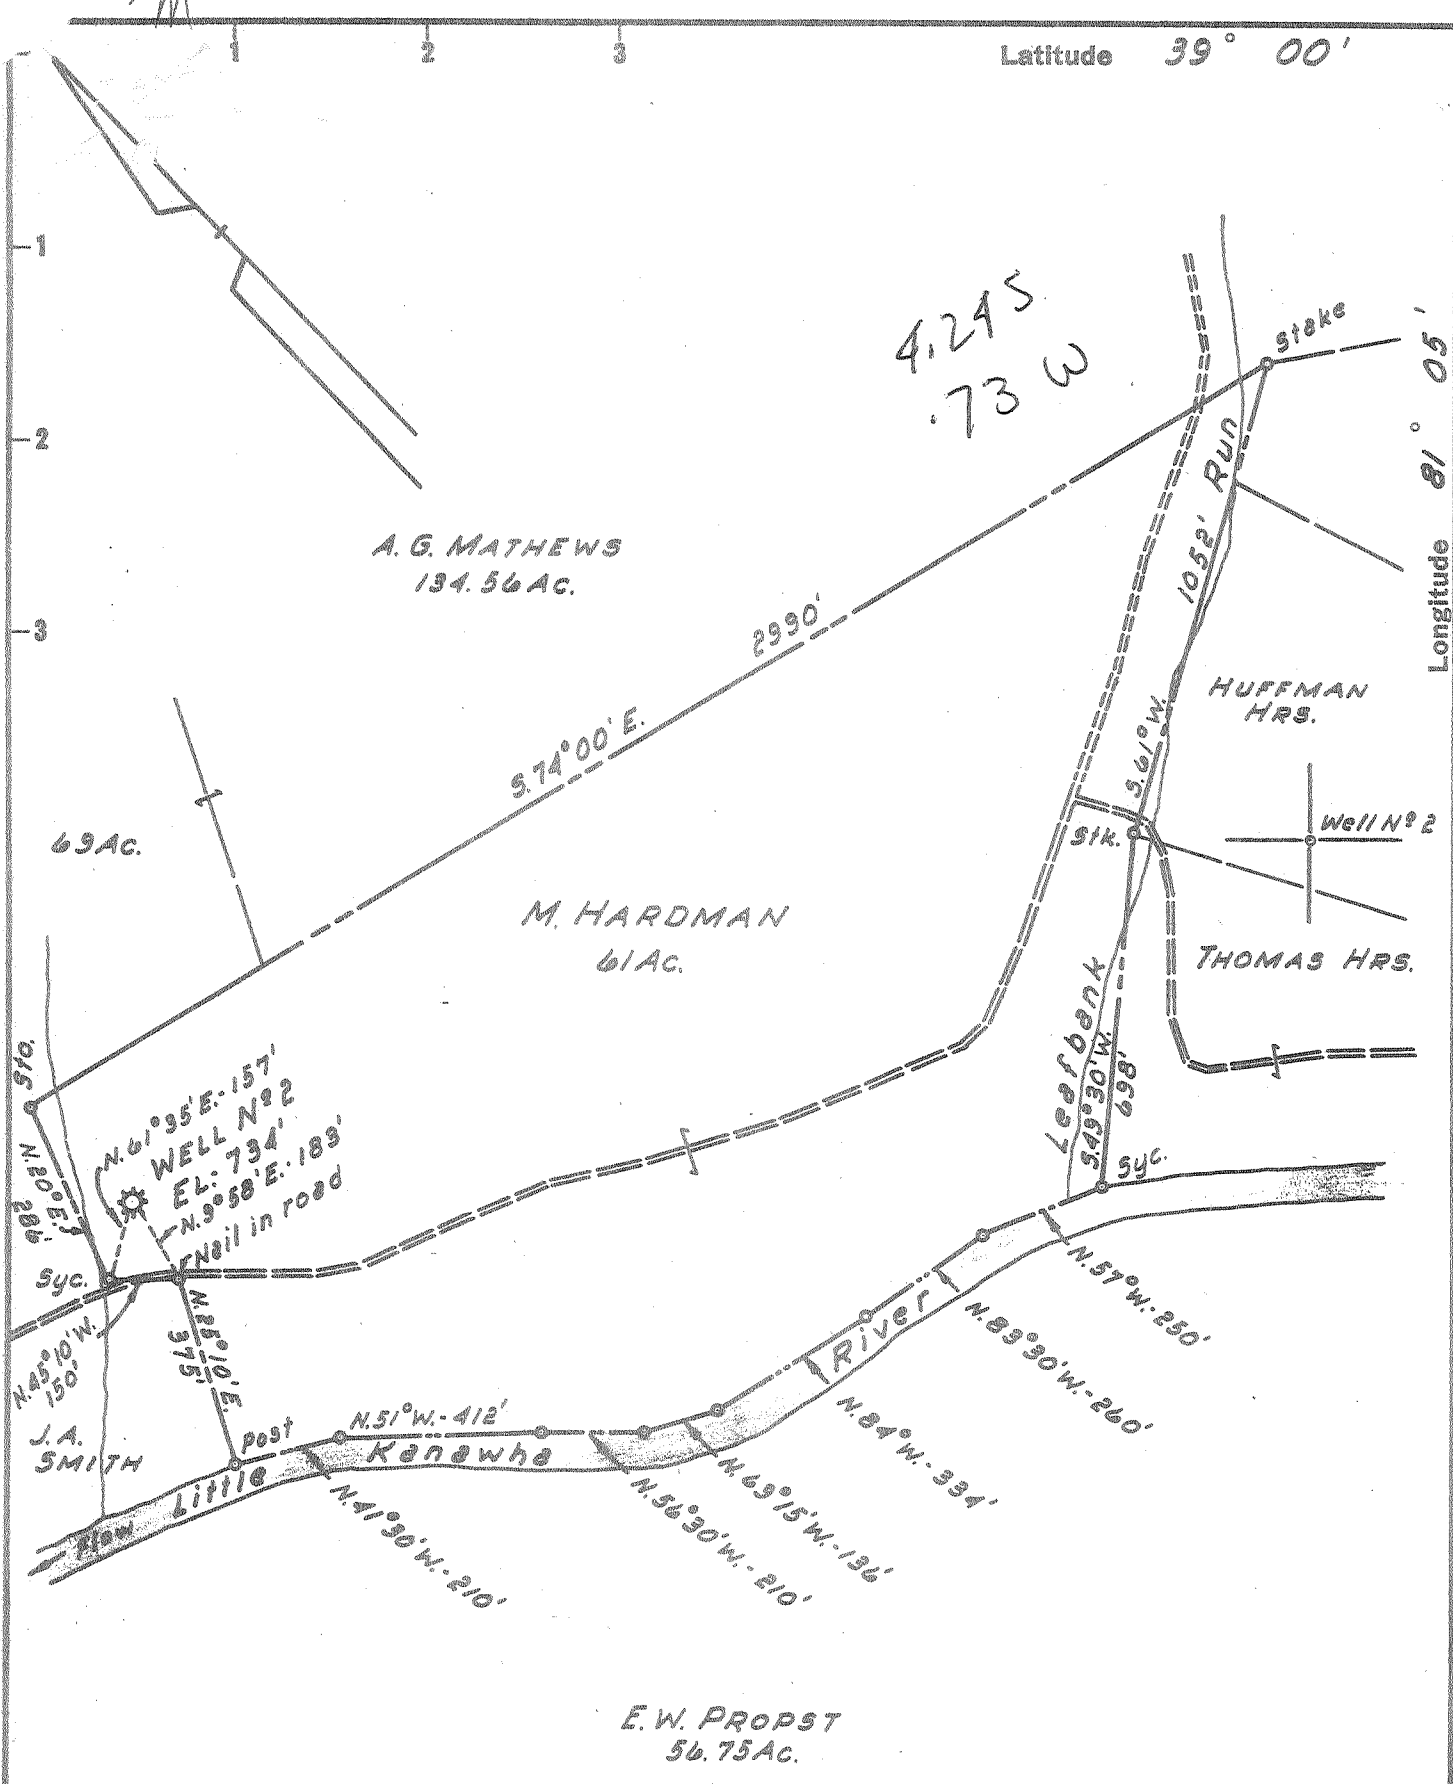 1
2
3
Latitude 39° 00'
1
2
3
4.24 S
.73 W
Stake
Longitude 81° 05'
A. G. MATHEWS
134.56 Ac.
2990'
S.74°00'E.
1052' Run
S.61°W.
HUFFMAN
HRS.
69 Ac.
Stk.
Well Nº 2
M. HARDMAN
61 Ac.
THOMAS HRS.
Leafbank
S.49°30'W.
698'
Sto.
N.20°E.
286'
N.61°35'E.-157'
WELL Nº 2
EL: 734'
N.9°58'E.-183'
Nail in road
Syc.
Syc.
N.45°10'W.
150'
N.25°10'E.
375'
J. A.
SMITH
post
N.51°W.-412'
Little Kanawha River
Flow
N.57°W.-250'
N.83°30'W.-260'
N.84°W.-334'
N.69°15'W.-136'
N.56°30'W.-210'
N.41°30'W.-210'
E. W. PROPST
56.75 Ac.